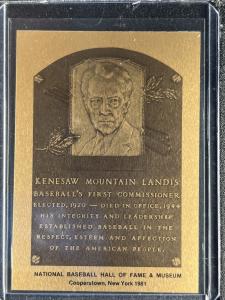 KENESAW MOUNTAIN LANDIS
BASEBALL'S FIRST COMMISSIONER
ELECTED, 1920 — DIED IN OFFICE, 1944
HIS INTEGRITY AND LEADERSHIP
ESTABLISHED BASEBALL IN THE
RESPECT, ESTEEM AND AFFECTION
OF THE AMERICAN PEOPLE.
NATIONAL BASEBALL HALL OF FAME & MUSEUM
Cooperstown, New York 1981